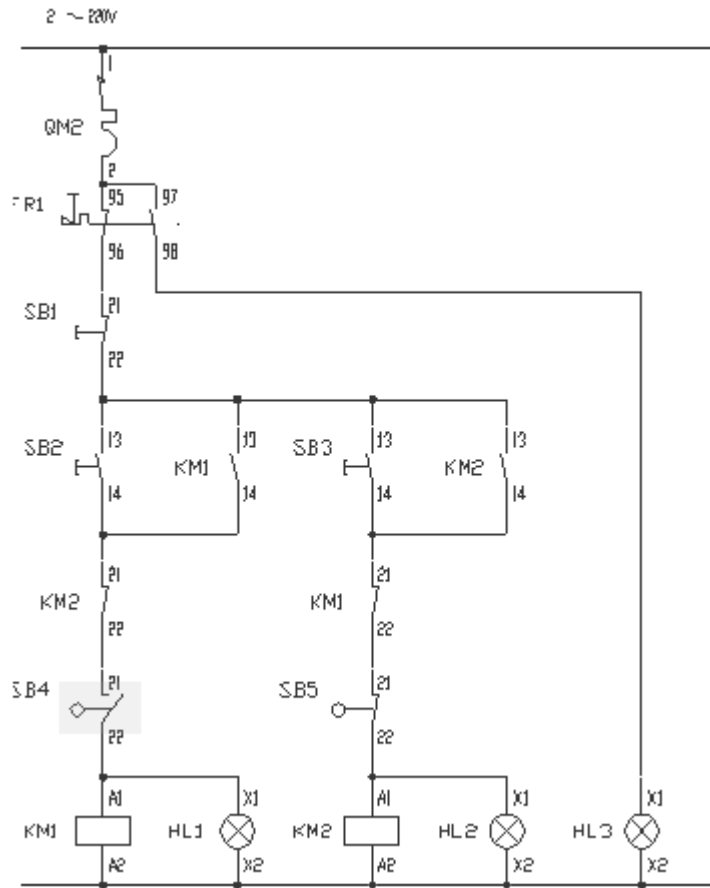 2 ~220V
1
QM2
2
FR1 95 97
96 98
SB1 21
22
SB2 13 KM1 13 SB3 13 KM2 13
14 14 14 14
KM2 21 KM1 21
22 22
SB4 21 SB5 21
22 22
A1 X1 A1 X1 X1
KM1 HL1 KM2 HL2 HL3
A2 X2 A2 X2 X2